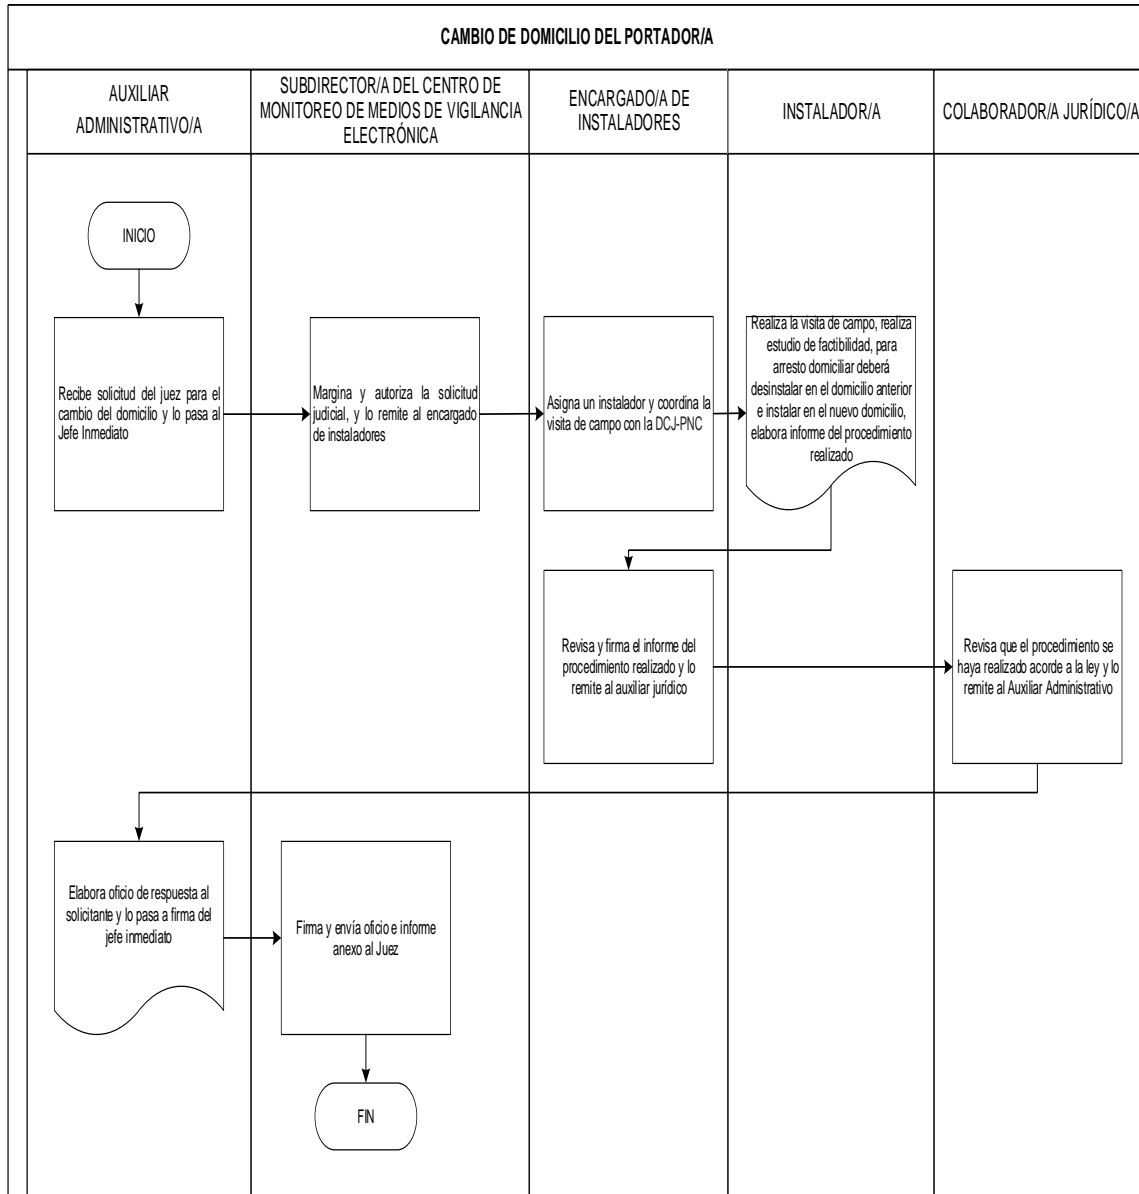 CAMBIO DE DOMICILIO DEL PORTADOR/A
AUXILIAR
ADMINISTRATIVO/A
SUBDIRECTOR/A DEL CENTRO DE
MONITOREO DE MEDIOS DE VIGILANCIA
ELECTRÓNICA
ENCARGADO/A DE
INSTALADORES
INSTALADOR/A
COLABORADOR/A JURÍDICO/A
INICIO
Recibe solicitud del juez para el
cambio del domicilio y lo pasa al
Jefe Inmediato
Margina y autoriza la solicitud
judicial, y lo remite al encargado
de instaladores
Asigna un instalador y coordina la
visita de campo con la DCJ-PNC
Realiza la visita de campo, realiza
estudio de factibilidad, para
arresto domiciliar deberá
desinstalar en el domicilio anterior
e instalar en el nuevo domicilio,
elabora informe del procedimiento
realizado
Revisa y firma el informe del
procedimiento realizado y lo
remite al auxiliar jurídico
Revisa que el procedimiento se
haya realizado acorde a la ley y lo
remite al Auxiliar Administrativo
Elabora oficio de respuesta al
solicitante y lo pasa a firma del
jefe inmediato
Firma y envía oficio e informe
anexo al Juez
FIN